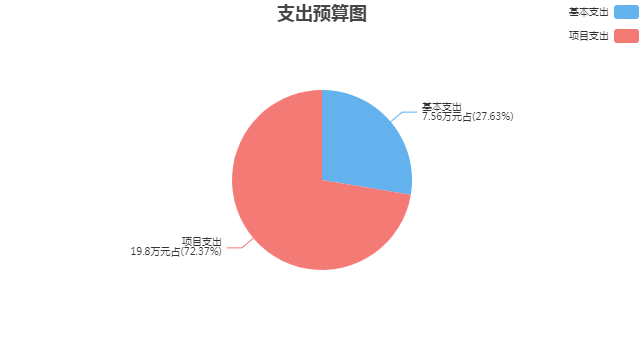 支出预算图
基本支出
项目支出
基本支出
7.56万元占(27.63%)
项目支出
19.8万元占(72.37%)